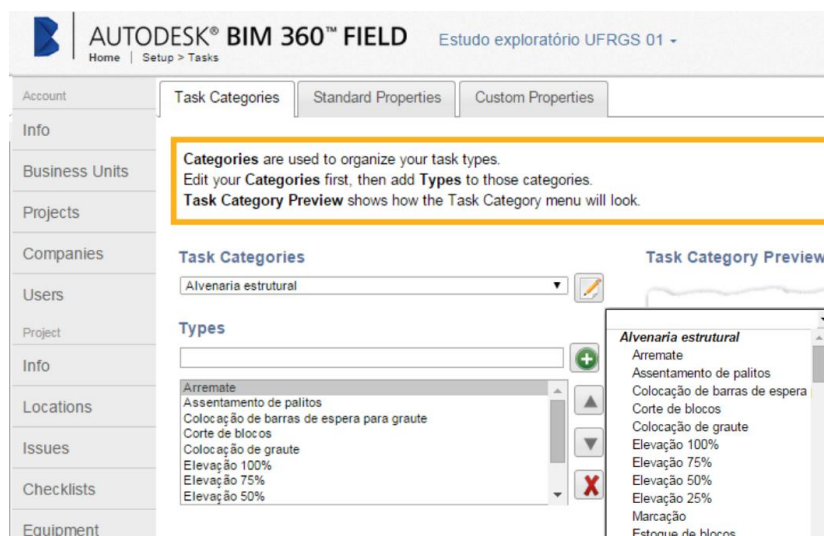 AUTODESK® BIM 360™ FIELD
Estudo exploratório UFRGS 01
Home | Setup > Tasks
Account
Info
Business Units
Projects
Companies
Users
Project
Info
Locations
Issues
Checklists
Equipment
Task Categories
Standard Properties
Custom Properties
Categories are used to organize your task types.
Edit your Categories first, then add Types to those categories.
Task Category Preview shows how the Task Category menu will look.
Task Categories
Alvenaria estrutural
Types
Arremate
Assentamento de palitos
Colocação de barras de espera para graute
Corte de blocos
Colocação de graute
Elevação 100%
Elevação 75%
Elevação 50%
Task Category Preview
Alvenaria estrutural
Arremate
Assentamento de palitos
Colocação de barras de espera
Corte de blocos
Colocação de graute
Elevação 100%
Elevação 75%
Elevação 50%
Elevação 25%
Marcação
Estoque de blocos